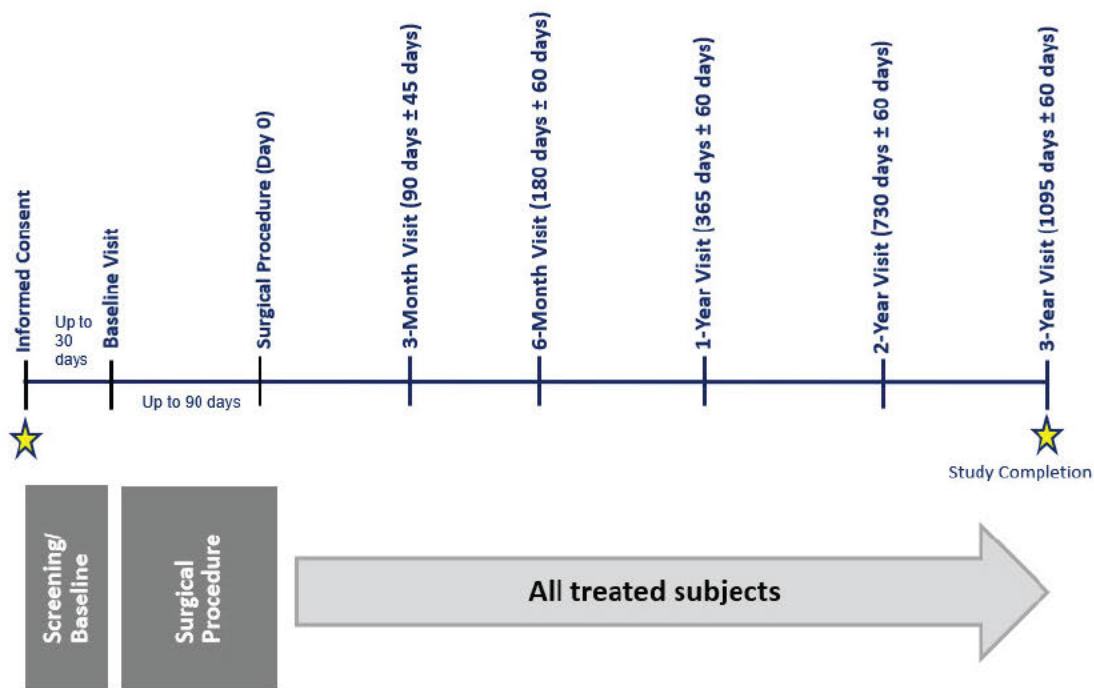 Informed Consent
Up to
30
days
Baseline Visit
Up to 90 days
Surgical Procedure (Day 0)
3-Month Visit (90 days ± 45 days)
6-Month Visit (180 days ± 60 days)
1-Year Visit (365 days ± 60 days)
2-Year Visit (730 days ± 60 days)
3-Year Visit (1095 days ± 60 days)
Study Completion
Screening/
Baseline
Surgical
Procedure
All treated subjects